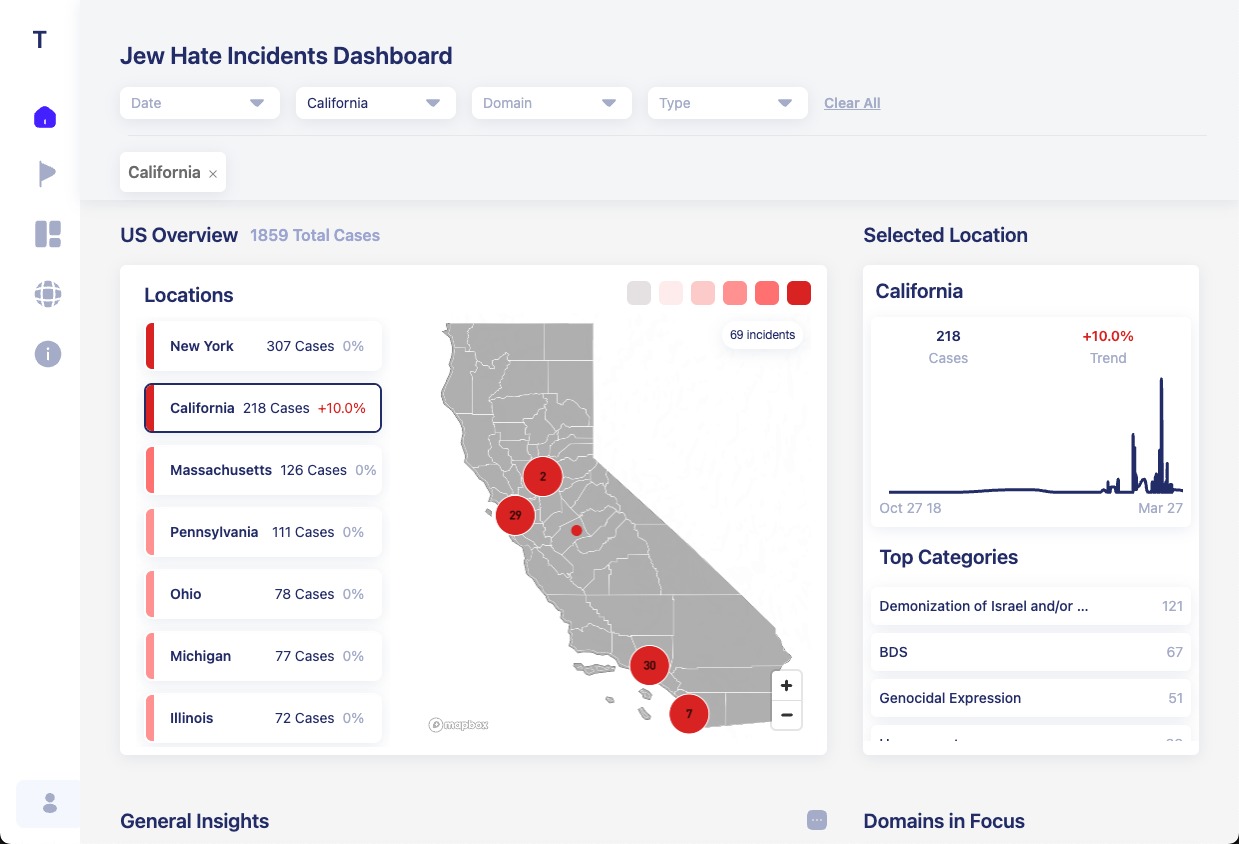 T
Jew Hate Incidents Dashboard
Date California Domain Type Clear All
California ×
US Overview 1859 Total Cases
Selected Location
Locations
69 incidents
New York 307 Cases 0%
California 218 Cases +10.0%
Massachusetts 126 Cases 0%
Pennsylvania 111 Cases 0%
Ohio 78 Cases 0%
Michigan 77 Cases 0%
Illinois 72 Cases 0%
2
29
30
7
+
−
mapbox
California
218 +10.0%
Cases Trend
Oct 27 18 Mar 27
Top Categories
Demonization of Israel and/or ... 121
BDS 67
Genocidal Expression 51
General Insights
Domains in Focus